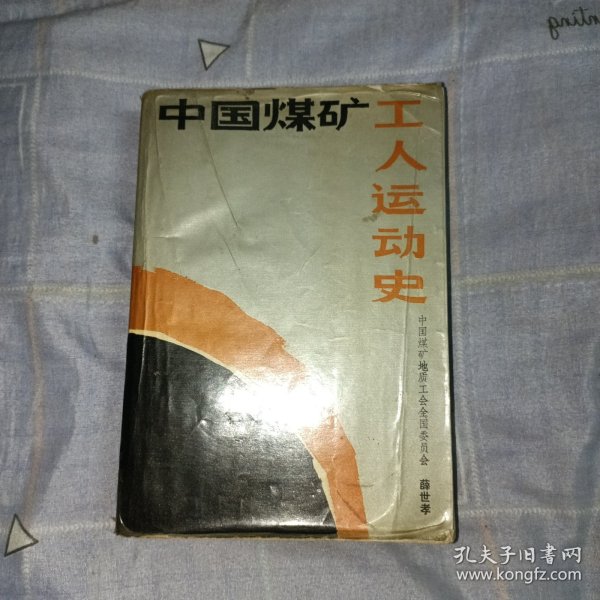 中国煤矿
工人运动史
中国煤矿地质工会全国委员会
薛世孝
孔夫子旧书网
www.kongfz.com